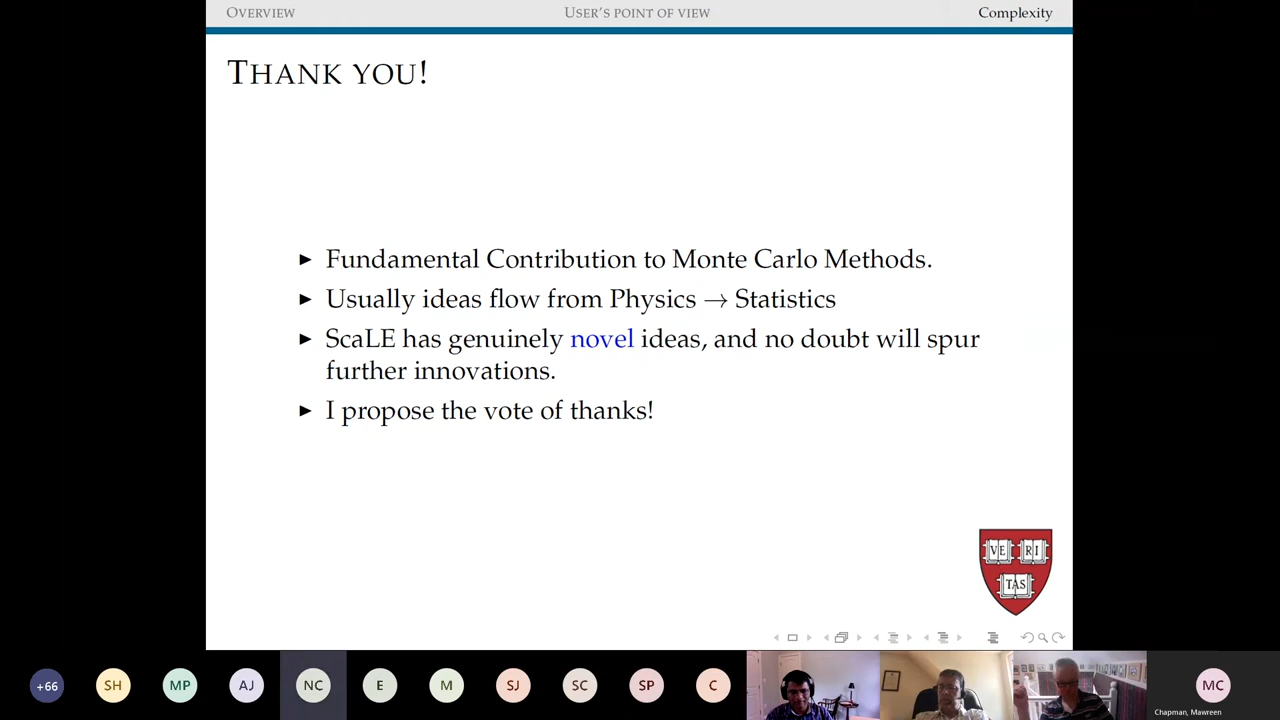 OVERVIEW
USER'S POINT OF VIEW
Complexity
THANK YOU!
▶ Fundamental Contribution to Monte Carlo Methods.
▶ Usually ideas flow from Physics → Statistics
▶ ScaLE has genuinely novel ideas, and no doubt will spur
further innovations.
▶ I propose the vote of thanks!
VE RI
TAS
+66
SH
MP
AJ
NC
E
M
SJ
SC
SP
C
MC
Chapman, Mawreen